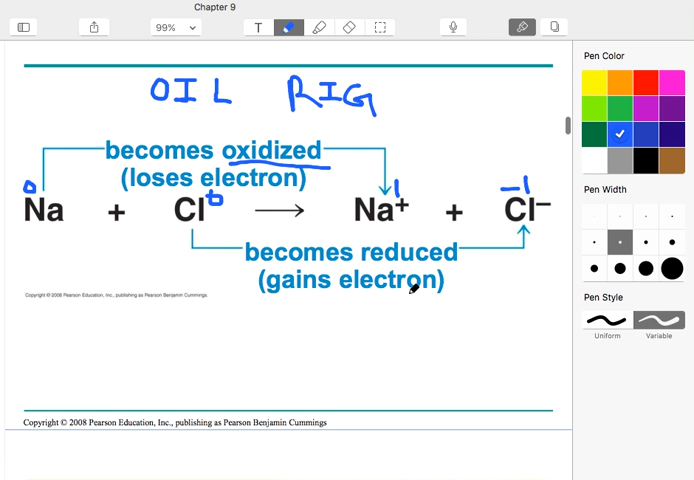 Chapter 9
99%
T
Pen Color
OIL RIG
becomes oxidized
(loses electron)
0 0 1 -1
Na + Cl → Na+ + Cl−
becomes reduced
(gains electron)
Copyright © 2008 Pearson Education, Inc., publishing as Pearson Benjamin Cummings.
Copyright © 2008 Pearson Education, Inc., publishing as Pearson Benjamin Cummings
Pen Width
Pen Style
Uniform Variable